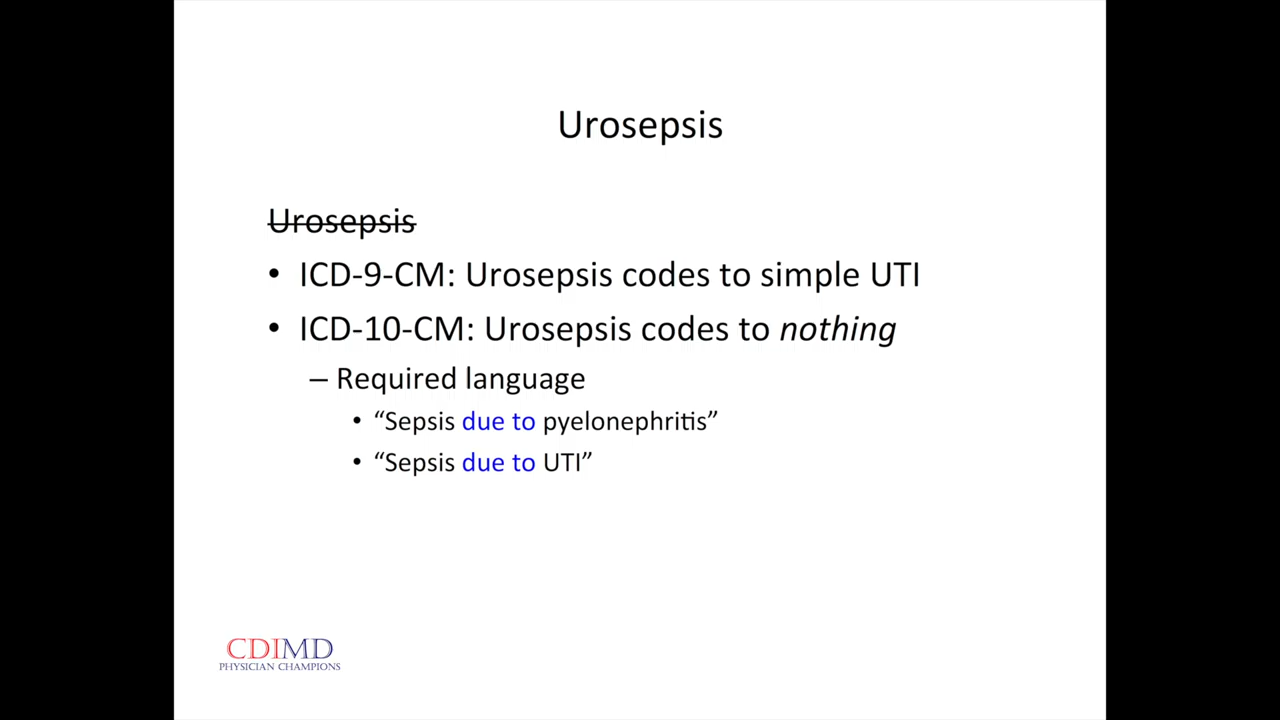 Urosepsis
Urosepsis
• ICD-9-CM: Urosepsis codes to simple UTI
• ICD-10-CM: Urosepsis codes to nothing
– Required language
• “Sepsis due to pyelonephritis”
• “Sepsis due to UTI”
CDIMD
PHYSICIAN CHAMPIONS